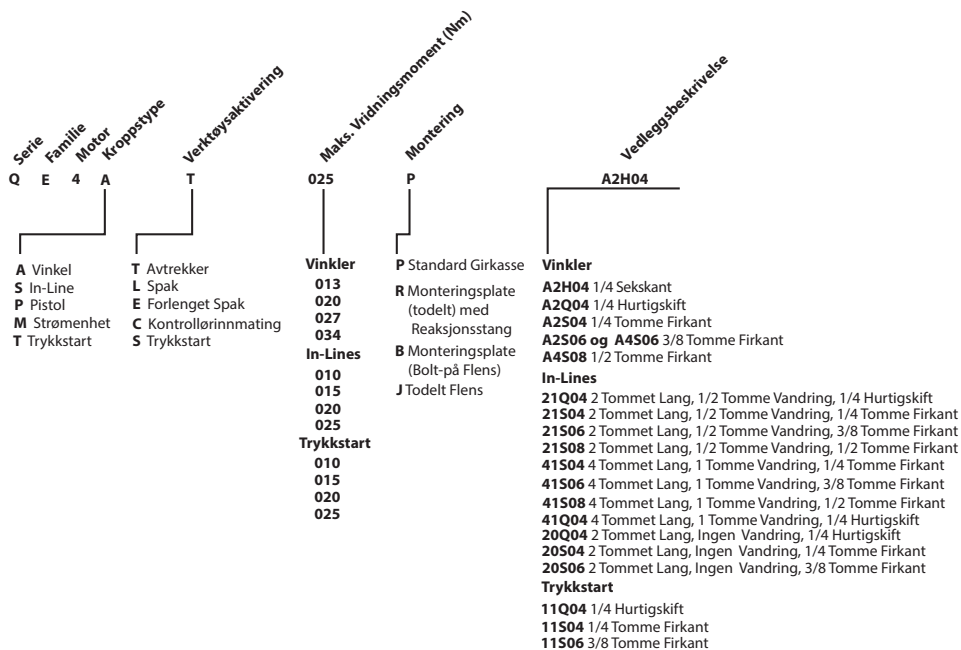 Serie
Familie
Motor
Kroppstype
Verktøysaktivering
Maks. Vridningsmoment (Nm)
Montering
Vedleggsbeskrivelse
Q E 4 A T 025 P A2H04
A Vinkel
S In-Line
P Pistol
M Strømenhet
T Trykkstart
T Avtrekker
L Spak
E Forlenget Spak
C Kontrollørinnmating
S Trykkstart
Vinkler
013
020
027
034
In-Lines
010
015
020
025
Trykkstart
010
015
020
025
P Standard Girkasse
R Monteringsplate
(todelt) med
Reaksjonsstang
B Monteringsplate
(Bolt-på Flens)
J Todelt Flens
Vinkler
A2H04 1/4 Sekskant
A2Q04 1/4 Hurtigskift
A2S04 1/4 Tomme Firkant
A2S06 og A4S06 3/8 Tomme Firkant
A4S08 1/2 Tomme Firkant
In-Lines
21Q04 2 Tommet Lang, 1/2 Tomme Vandring, 1/4 Hurtigskift
21S04 2 Tommet Lang, 1/2 Tomme Vandring, 1/4 Tomme Firkant
21S06 2 Tommet Lang, 1/2 Tomme Vandring, 3/8 Tomme Firkant
21S08 2 Tommet Lang, 1/2 Tomme Vandring, 1/2 Tomme Firkant
41S04 4 Tommet Lang, 1 Tomme Vandring, 1/4 Tomme Firkant
41S06 4 Tommet Lang, 1 Tomme Vandring, 3/8 Tomme Firkant
41S08 4 Tommet Lang, 1 Tomme Vandring, 1/2 Tomme Firkant
41Q04 4 Tommet Lang, 1 Tomme Vandring, 1/4 Hurtigskift
20Q04 2 Tommet Lang, Ingen Vandring, 1/4 Hurtigskift
20S04 2 Tommet Lang, Ingen Vandring, 1/4 Tomme Firkant
20S06 2 Tommet Lang, Ingen Vandring, 3/8 Tomme Firkant
Trykkstart
11Q04 1/4 Hurtigskift
11S04 1/4 Tomme Firkant
11S06 3/8 Tomme Firkant